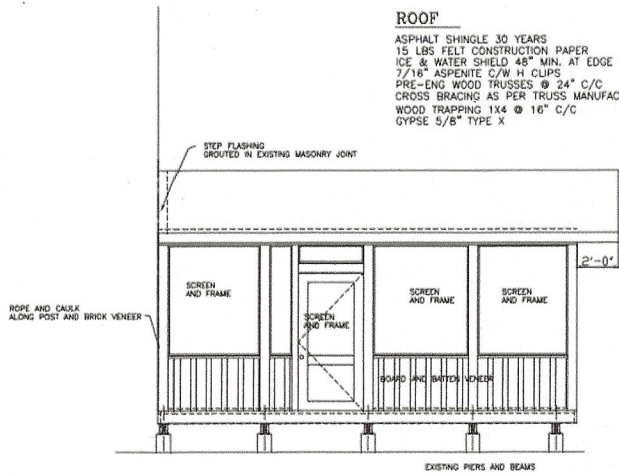 ROOF
ASPHALT SHINGLE 30 YEARS
15 LBS FELT CONSTRUCTION PAPER
ICE & WATER SHIELD 48" MIN. AT EDGE
7/16" ASPENITE C/W H CLIPS
PRE-ENG WOOD TRUSSES @ 24" C/C
CROSS BRACING AS PER TRUSS MANUFAC
WOOD TRAPPING 1X4 @ 16" C/C
GYPSE 5/8" TYPE X
STEP FLASHING
GROUTED IN EXISTING MASONRY JOINT
2'-0"
SCREEN
AND FRAME
SCREEN
AND FRAME
SCREEN
AND FRAME
SCREEN
AND FRAME
ROPE AND CAULK
ALONG POST AND BRICK VENEER
BOARD AND BATTEN VENEER
EXISTING PIERS AND BEAMS